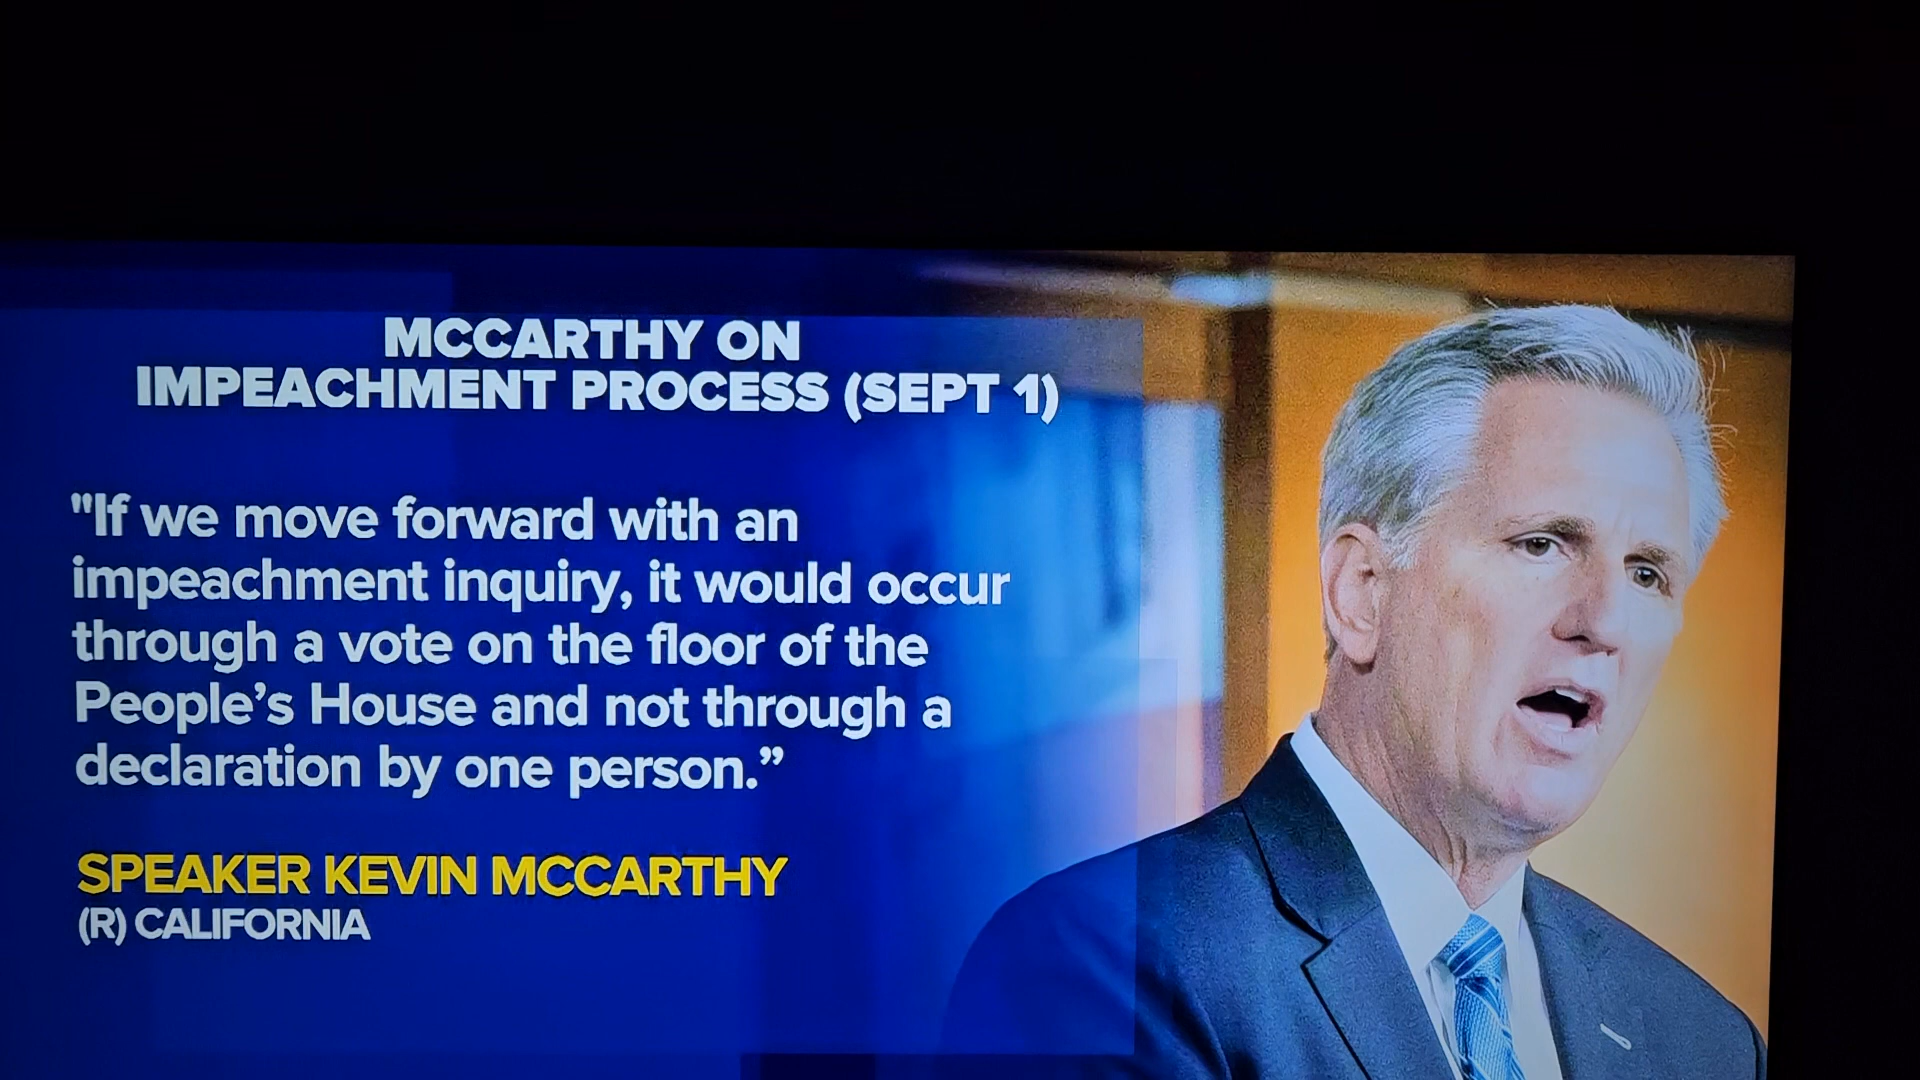 MCCARTHY ON
IMPEACHMENT PROCESS (SEPT 1)
"If we move forward with an
impeachment inquiry, it would occur
through a vote on the floor of the
People’s House and not through a
declaration by one person.”
SPEAKER KEVIN MCCARTHY
(R) CALIFORNIA